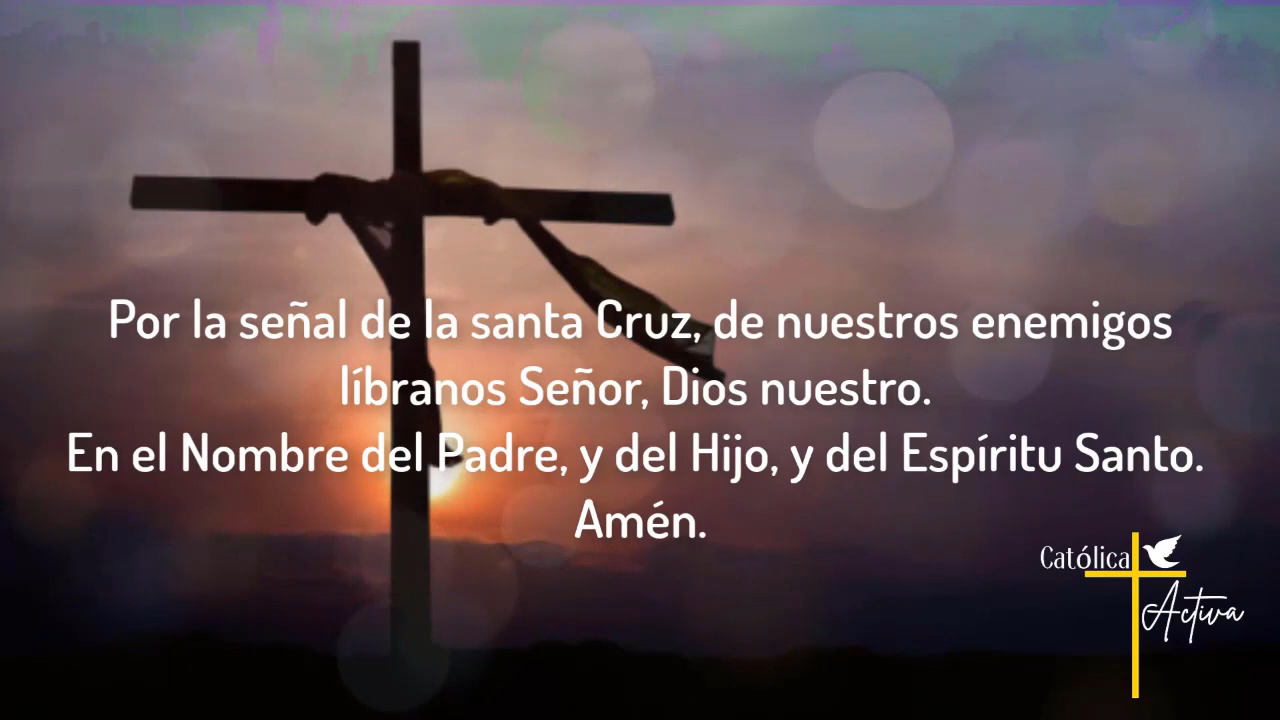 Por la señal de la santa Cruz, de nuestros enemigos
líbranos Señor, Dios nuestro.
En el Nombre del Padre, y del Hijo, y del Espíritu Santo.
Amén.
Católica
Activa